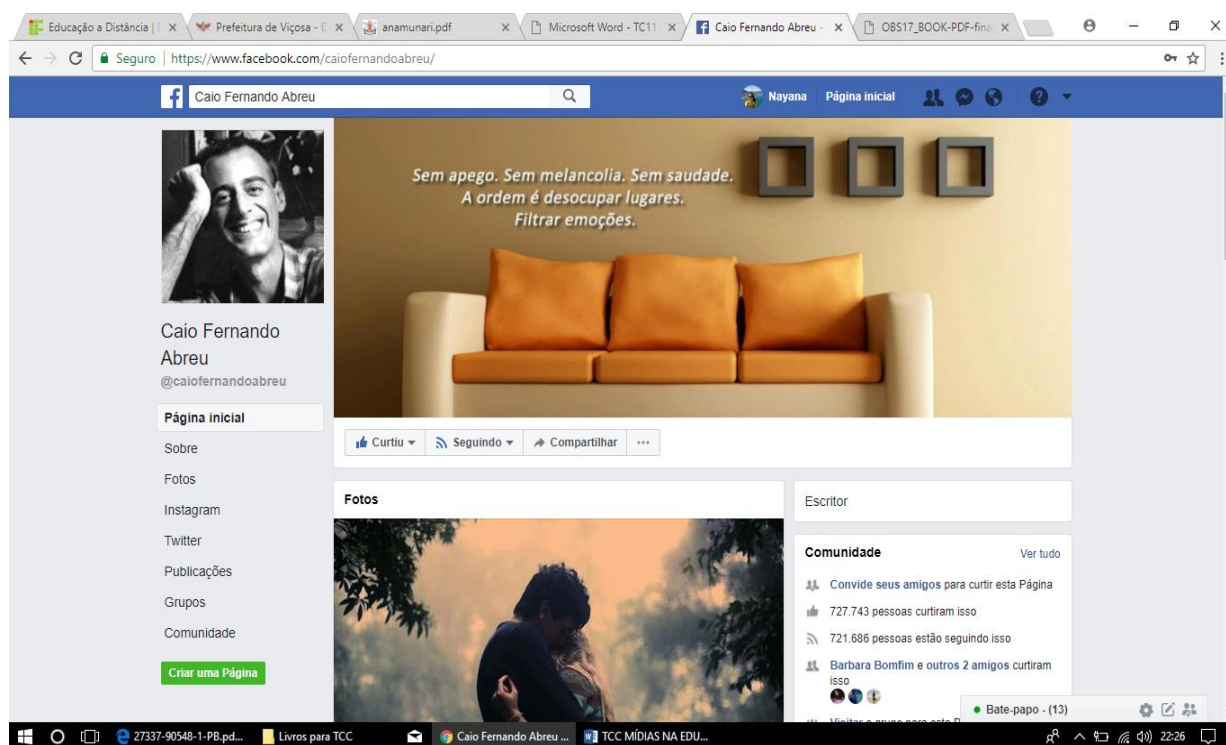 Educação a Distância |
Prefeitura de Viçosa -
anamunari.pdf
Microsoft Word - TC11
Caio Fernando Abreu -
OBS17_BOOK-PDF-fina
Seguro | https://www.facebook.com/caiofernandoabreu/
Caio Fernando Abreu
Nayana
Página inicial
Sem apego. Sem melancolia. Sem saudade.
A ordem é desocupar lugares.
Filtrar emoções.
Caio Fernando
Abreu
@caiofernandoabreu
Página inicial
Sobre
Fotos
Instagram
Twitter
Publicações
Grupos
Comunidade
Criar uma Página
Curtiu
Seguindo
Compartilhar
...
Fotos
Escritor
Comunidade
Ver tudo
Convide seus amigos para curtir esta Página
727.743 pessoas curtiram isso
721.686 pessoas estão seguindo isso
Barbara Bomfim e outros 2 amigos curtiram
isso
Bate-papo - (13)
27337-90548-1-PB.pd...
Livros para TCC
Caio Fernando Abreu ...
TCC MÍDIAS NA EDU...
22:26